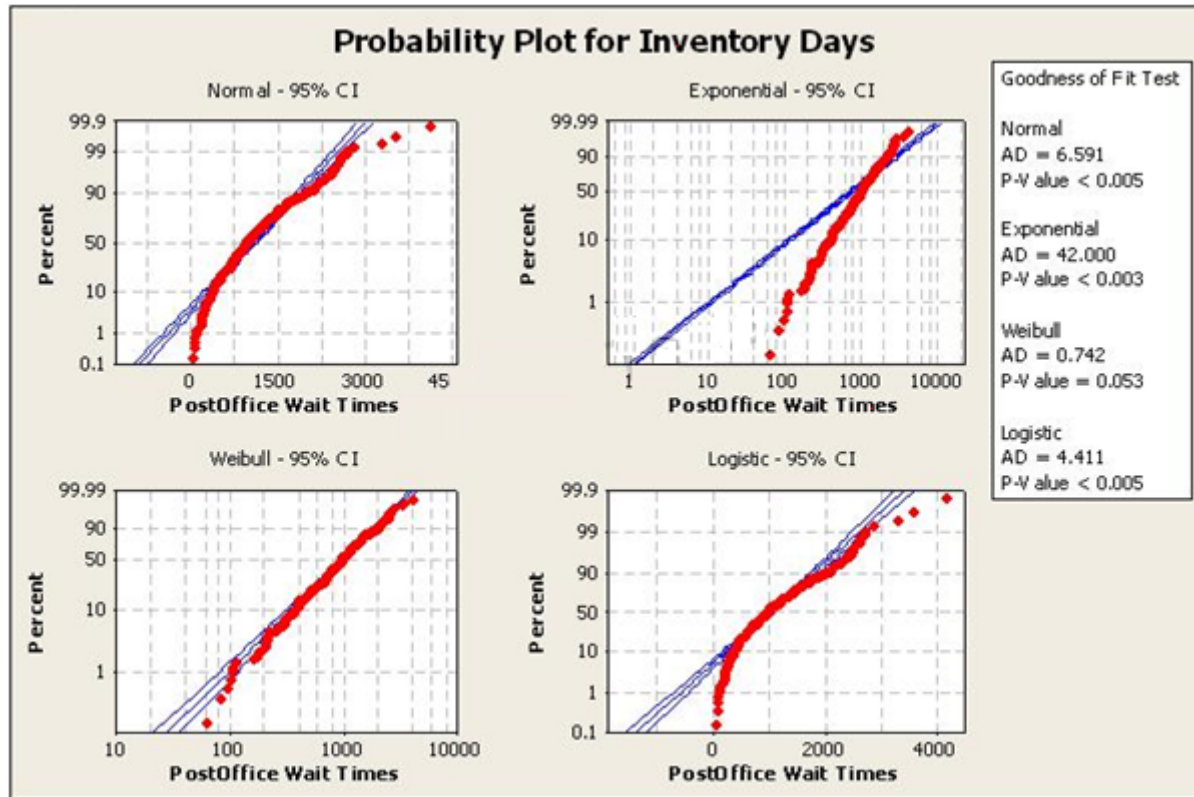 Probability Plot for Inventory Days
Normal - 95% CI
99.9
99
90
50
10
1
0.1
Percent
0 1500 3000 45
PostOffice Wait Times
Exponential - 95% CI
99.99
90
50
10
1
Percent
1 10 100 1000 10000
PostOffice Wait Times
Weibull - 95% CI
99.99
90
50
10
1
Percent
10 100 1000 10000
PostOffice Wait Times
Logistic - 95% CI
99.9
99
90
50
10
1
0.1
Percent
0 2000 4000
PostOffice Wait Times
Goodness of Fit Test
Normal
AD = 6.591
P-Value < 0.005
Exponential
AD = 42.000
P-Value < 0.003
Weibull
AD = 0.742
P-Value = 0.053
Logistic
AD = 4.411
P-Value < 0.005